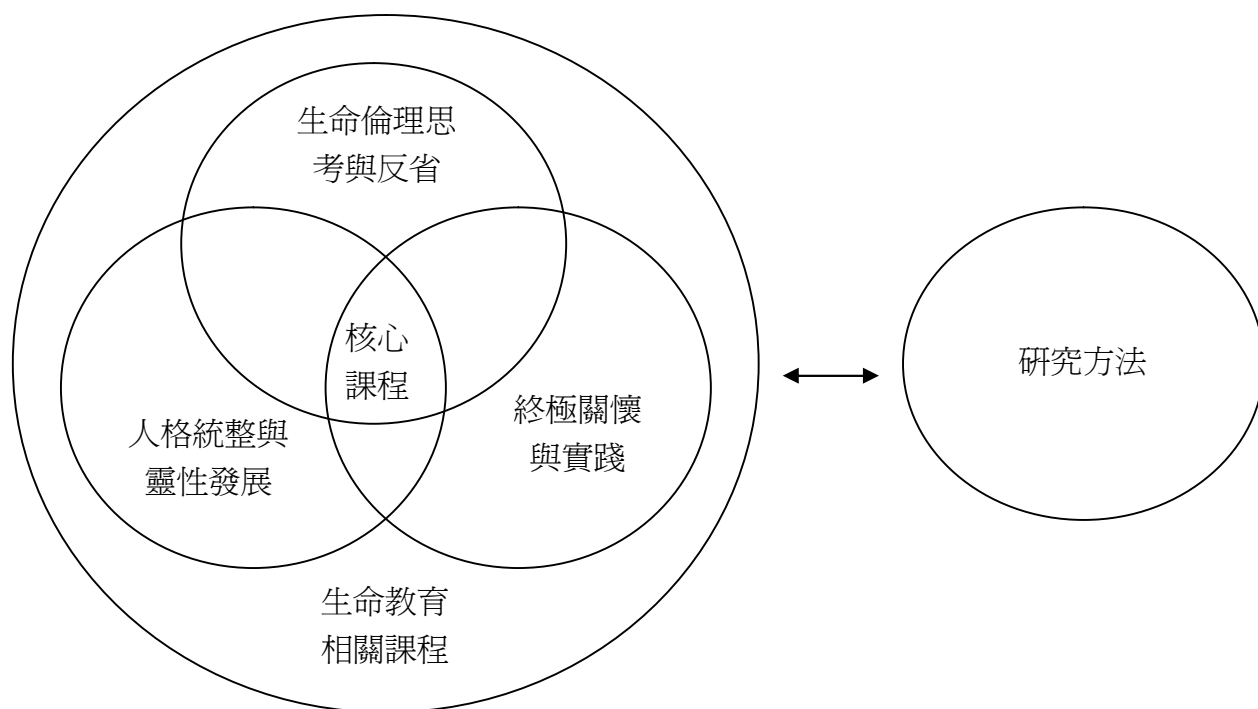 生命倫理思
考與反省
核心
課程
人格統整與
靈性發展
終極關懷
與實踐
生命教育
相關課程
研究方法